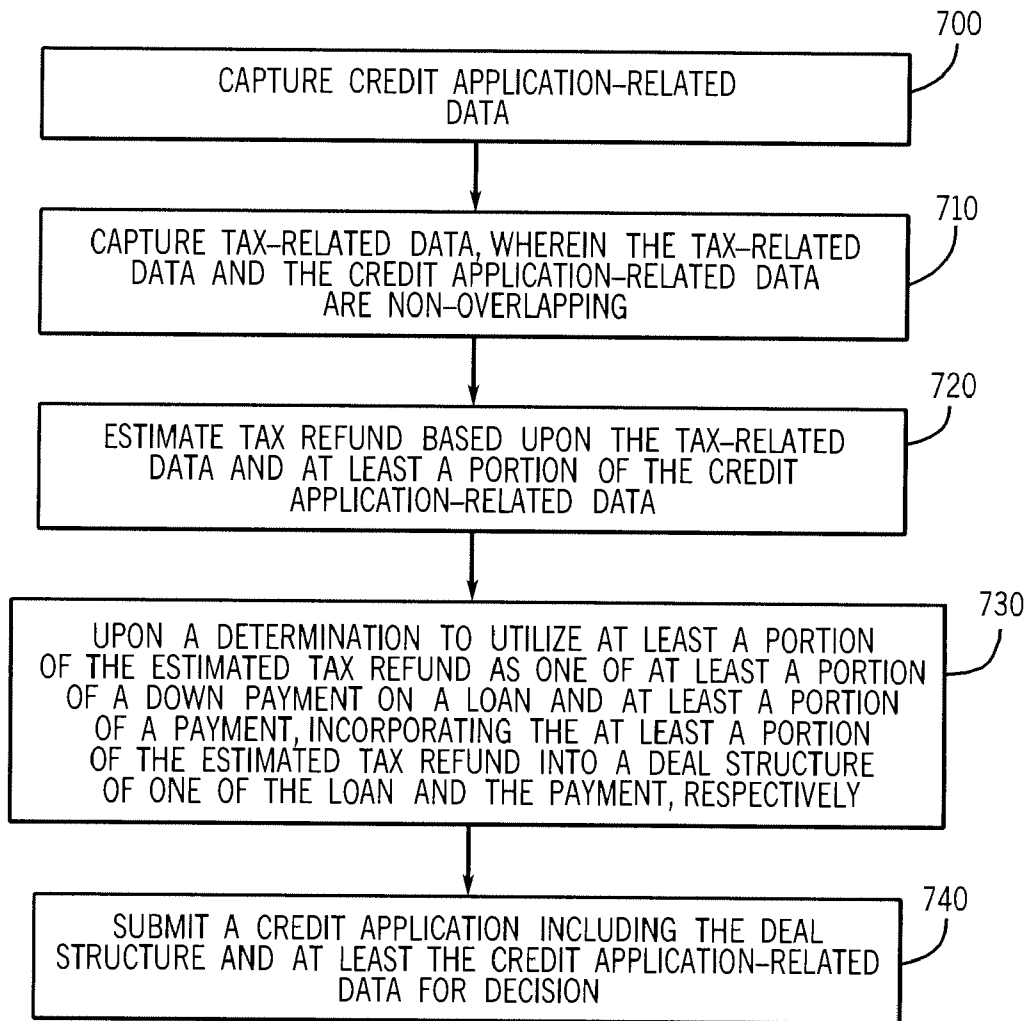 700
CAPTURE CREDIT APPLICATION–RELATED
DATA
710
CAPTURE TAX–RELATED DATA, WHEREIN THE TAX–RELATED
DATA AND THE CREDIT APPLICATION–RELATED DATA
ARE NON–OVERLAPPING
720
ESTIMATE TAX REFUND BASED UPON THE TAX–RELATED
DATA AND AT LEAST A PORTION OF THE CREDIT
APPLICATION–RELATED DATA
730
UPON A DETERMINATION TO UTILIZE AT LEAST A PORTION
OF THE ESTIMATED TAX REFUND AS ONE OF AT LEAST A PORTION
OF A DOWN PAYMENT ON A LOAN AND AT LEAST A PORTION
OF A PAYMENT, INCORPORATING THE AT LEAST A PORTION
OF THE ESTIMATED TAX REFUND INTO A DEAL STRUCTURE
OF ONE OF THE LOAN AND THE PAYMENT, RESPECTIVELY
740
SUBMIT A CREDIT APPLICATION INCLUDING THE DEAL
STRUCTURE AND AT LEAST THE CREDIT APPLICATION–RELATED
DATA FOR DECISION